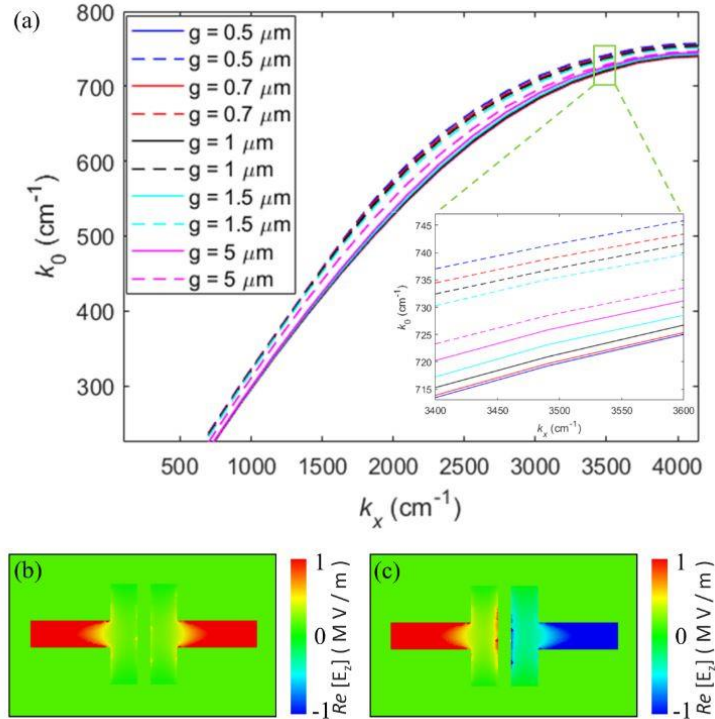 (a)
800
700
600
500
400
300
k0 (cm-1)
g = 0.5 μm
g = 0.5 μm
g = 0.7 μm
g = 0.7 μm
g = 1 μm
g = 1 μm
g = 1.5 μm
g = 1.5 μm
g = 5 μm
g = 5 μm
745
740
735
730
725
720
715
k0 (cm-1)
3400 3450 3500 3550 3600
kx (cm-1)
500 1000 1500 2000 2500 3000 3500 4000
kx (cm-1)
(b)
1
0
-1
Re [Ez] ( M V / m )
(c)
1
0
-1
Re [Ez] ( M V / m )